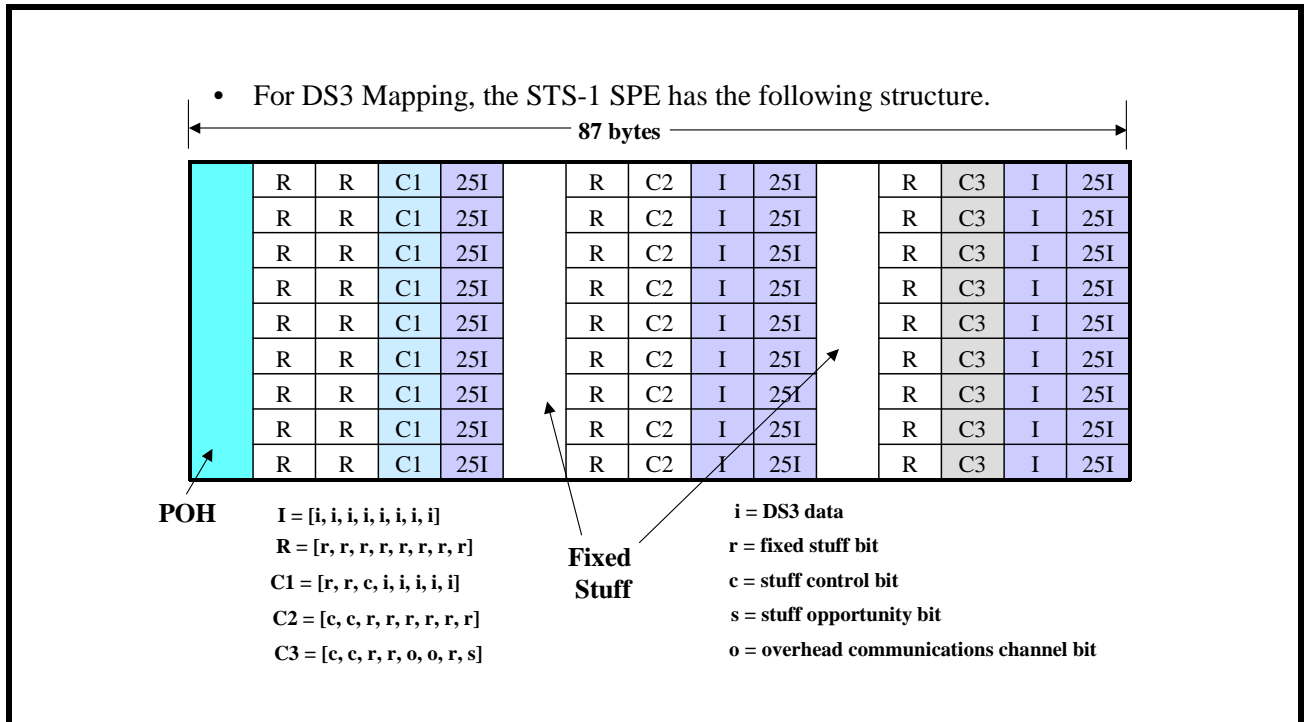 • For DS3 Mapping, the STS-1 SPE has the following structure.
87 bytes
R R C1 25I R C2 I 25I R C3 I 25I
R R C1 25I R C2 I 25I R C3 I 25I
R R C1 25I R C2 I 25I R C3 I 25I
R R C1 25I R C2 I 25I R C3 I 25I
R R C1 25I R C2 I 25I R C3 I 25I
R R C1 25I R C2 I 25I R C3 I 25I
R R C1 25I R C2 I 25I R C3 I 25I
R R C1 25I R C2 I 25I R C3 I 25I
R R C1 25I R C2 I 25I R C3 I 25I
POH
I = [i, i, i, i, i, i, i, i]
R = [r, r, r, r, r, r, r, r]
C1 = [r, r, c, i, i, i, i, i]
C2 = [c, c, r, r, r, r, r, r]
C3 = [c, c, r, r, o, o, r, s]
Fixed
Stuff
i = DS3 data
r = fixed stuff bit
c = stuff control bit
s = stuff opportunity bit
o = overhead communications channel bit